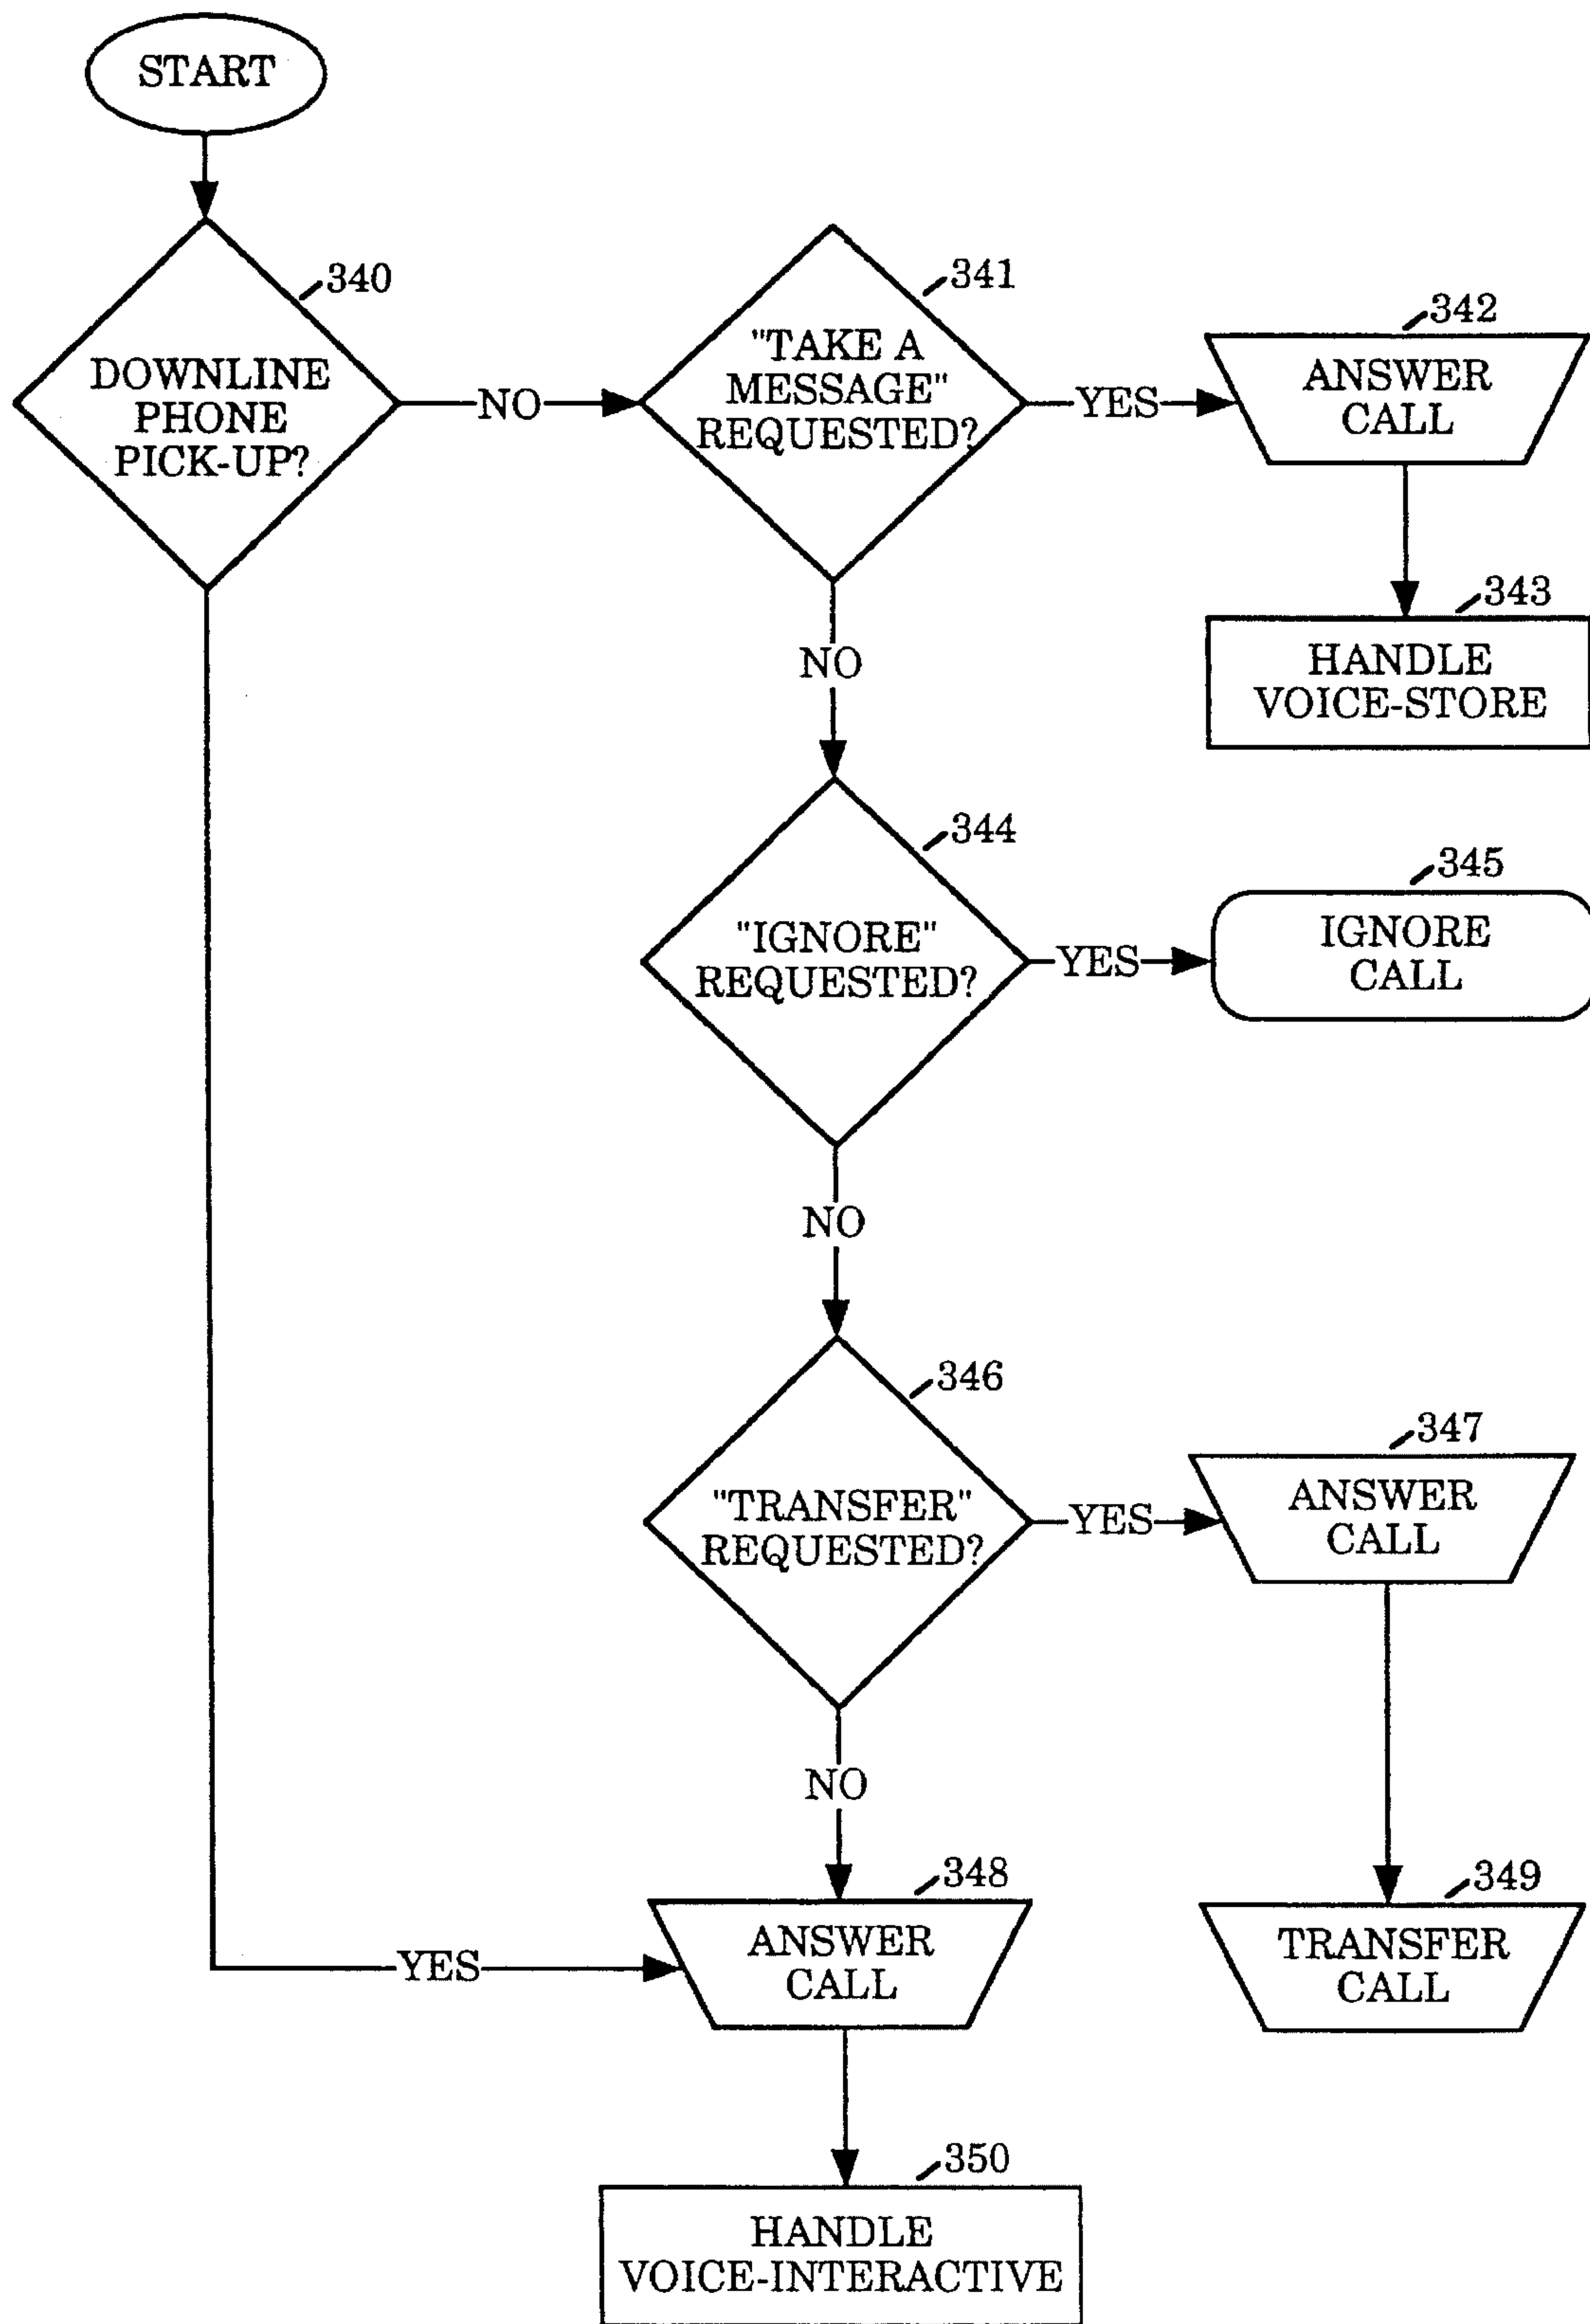 START
340
DOWNLINE
PHONE
PICK-UP?
NO
341
"TAKE A
MESSAGE"
REQUESTED?
YES
342
ANSWER
CALL
343
HANDLE
VOICE-STORE
NO
344
"IGNORE"
REQUESTED?
YES
345
IGNORE
CALL
NO
346
"TRANSFER"
REQUESTED?
YES
347
ANSWER
CALL
NO
348
ANSWER
CALL
YES
349
TRANSFER
CALL
350
HANDLE
VOICE-INTERACTIVE